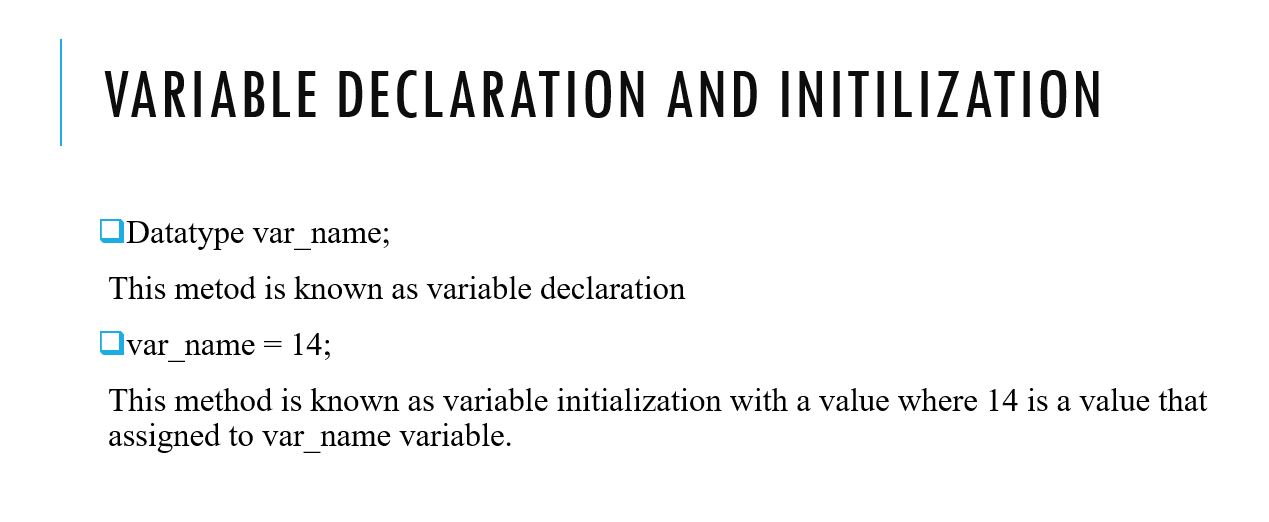 VARIABLE DECLARATION AND INITILIZATION
Datatype var_name;
This metod is known as variable declaration
var_name = 14;
This method is known as variable initialization with a value where 14 is a value that
assigned to var_name variable.